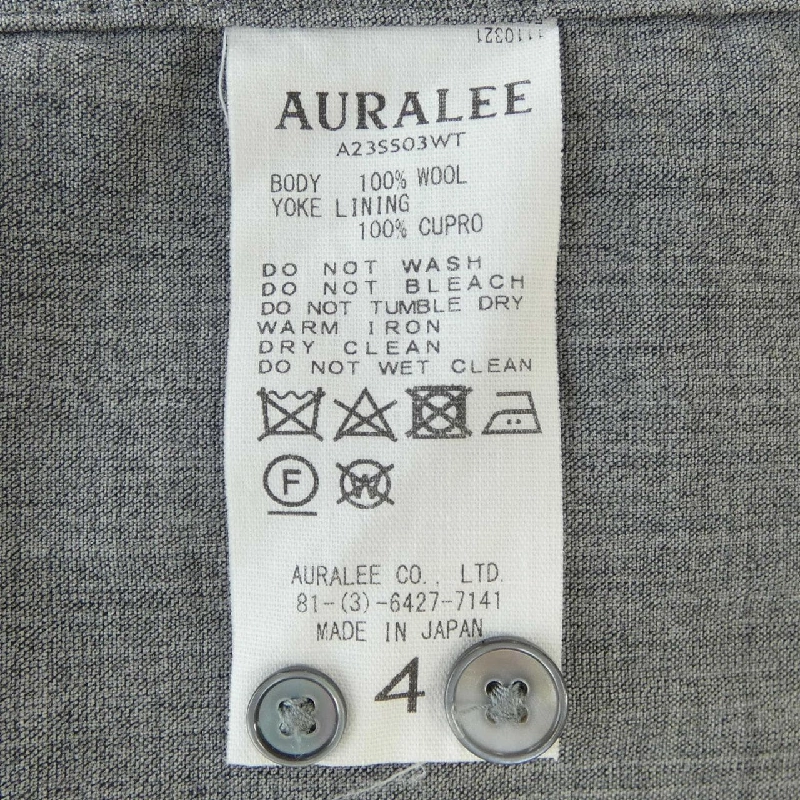 1110321
AURALEE
A23SS03WT
BODY 100% WOOL
YOKE LINING
100% CUPRO
DO NOT WASH
DO NOT BLEACH
DO NOT TUMBLE DRY
WARM IRON
DRY CLEAN
DO NOT WET CLEAN
F W
AURALEE CO., LTD.
81-(3)-6427-7141
MADE IN JAPAN
4